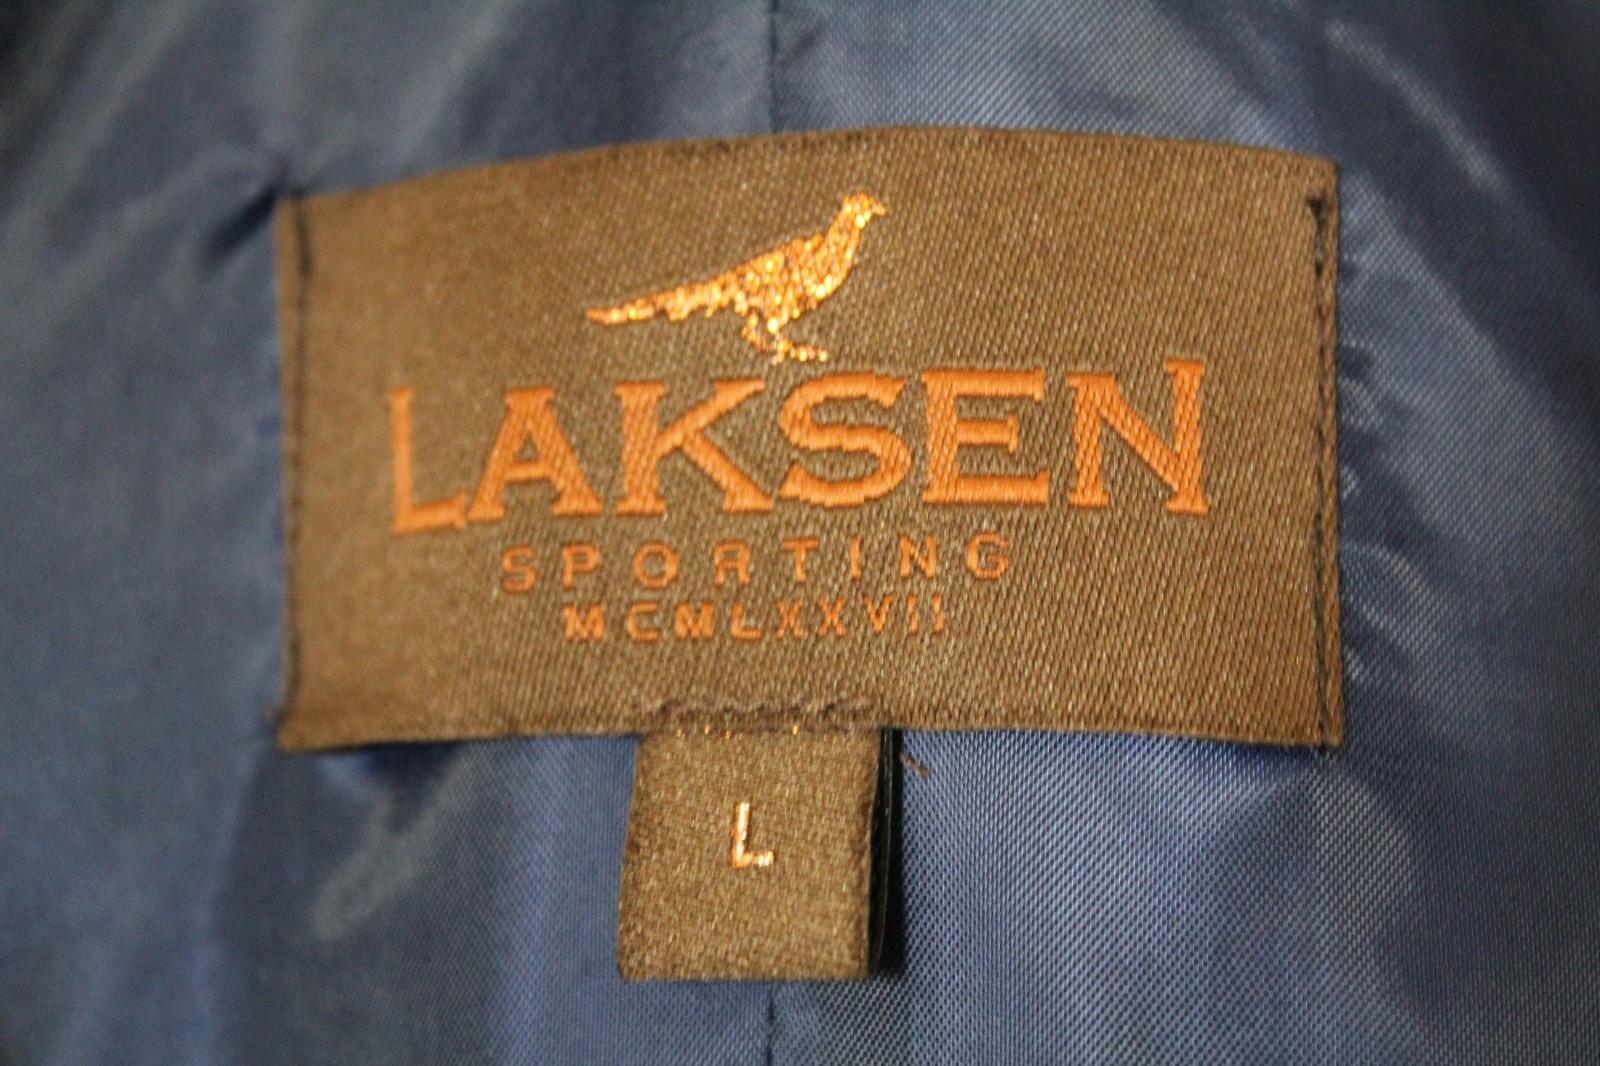 LAKSEN
SPORTING
MCMLXXVII
L